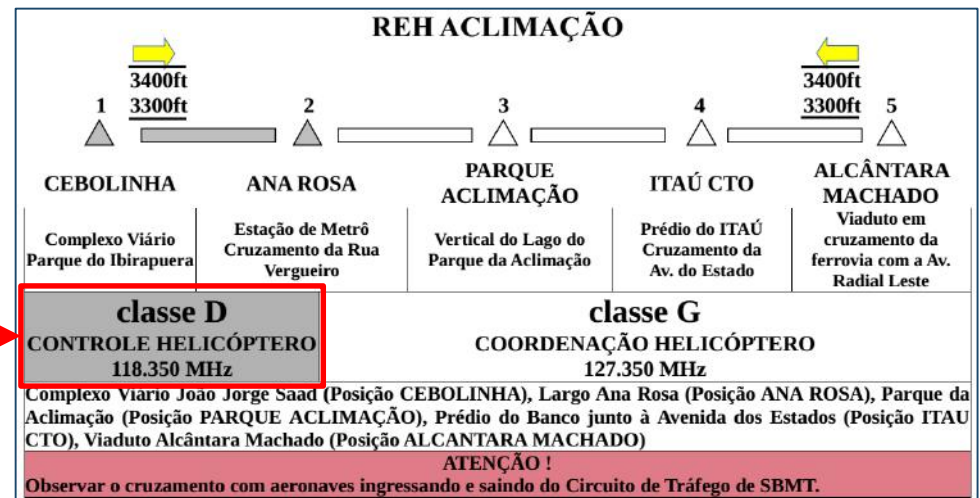 REH ACLIMAÇÃO
3400ft
3300ft
3400ft
3300ft
1 2 3 4 5
CEBOLINHA
ANA ROSA
PARQUE
ACLIMAÇÃO
ITAÚ CTO
ALCÂNTARA
MACHADO
Complexo Viário
Parque do Ibirapuera
Estação de Metrô
Cruzamento da Rua
Vergueiro
Vertical do Lago do
Parque da Aclimação
Prédio do ITAÚ
Cruzamento da
Av. do Estado
Viaduto em
cruzamento da
ferrovia com a Av.
Radial Leste
classe D
CONTROLE HELICÓPTERO
118.350 MHz
classe G
COORDENAÇÃO HELICÓPTERO
127.350 MHz
Complexo Viário João Jorge Saad (Posição CEBOLINHA), Largo Ana Rosa (Posição ANA ROSA), Parque da
Aclimação (Posição PARQUE ACLIMAÇÃO), Prédio do Banco junto à Avenida dos Estados (Posição ITAU
CTO), Viaduto Alcântara Machado (Posição ALCANTARA MACHADO)
ATENÇÃO !
Observar o cruzamento com aeronaves ingressando e saindo do Circuito de Tráfego de SBMT.